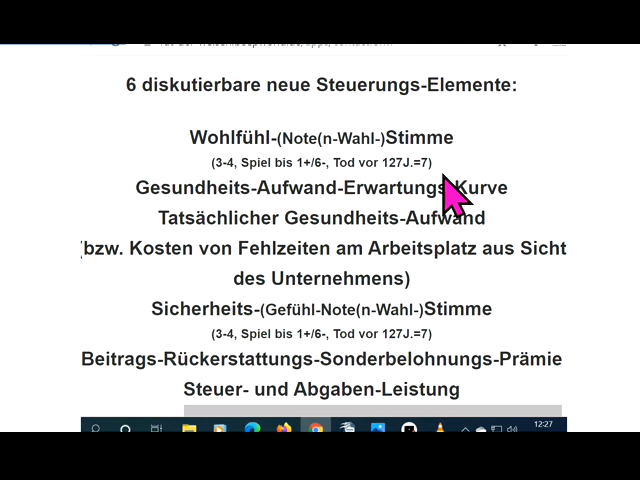 6 diskutierbare neue Steuerungs-Elemente:
Wohlfühl-(Note(n-Wahl-)Stimme
(3-4, Spiel bis 1+/6-, Tod vor 127J.=7)
Gesundheits-Aufwand-Erwartungs-Kurve
Tatsächlicher Gesundheits-Aufwand
(bzw. Kosten von Fehlzeiten am Arbeitsplatz aus Sicht
des Unternehmens)
Sicherheits-(Gefühl-Note(n-Wahl-)Stimme
(3-4, Spiel bis 1+/6-, Tod vor 127J.=7)
Beitrags-Rückerstattungs-Sonderbelohnungs-Prämie
Steuer- und Abgaben-Leistung
12:27